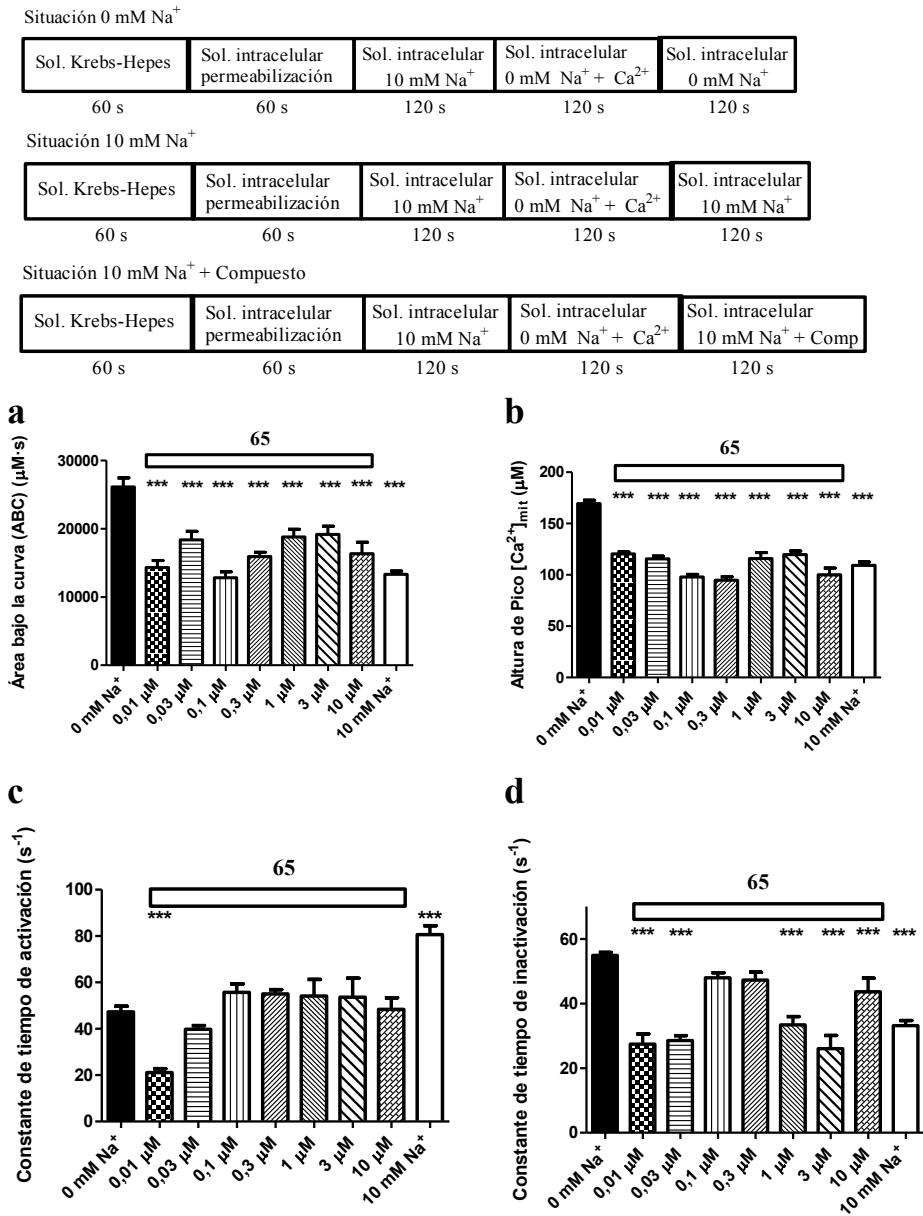 Situación 0 mM Na⁺
Sol. Krebs-Hepes
Sol. intracelular
permeabilización
Sol. intracelular
10 mM Na⁺
Sol. intracelular
0 mM Na⁺ + Ca²⁺
Sol. intracelular
0 mM Na⁺
60 s
60 s
120 s
120 s
120 s
Situación 10 mM Na⁺
Sol. Krebs-Hepes
Sol. intracelular
permeabilización
Sol. intracelular
10 mM Na⁺
Sol. intracelular
0 mM Na⁺ + Ca²⁺
Sol. intracelular
10 mM Na⁺
60 s
60 s
120 s
120 s
120 s
Situación 10 mM Na⁺ + Compuesto
Sol. Krebs-Hepes
Sol. intracelular
permeabilización
Sol. intracelular
10 mM Na⁺
Sol. intracelular
0 mM Na⁺ + Ca²⁺
Sol. intracelular
10 mM Na⁺ + Comp
60 s
60 s
120 s
120 s
120 s
a
Área bajo la curva (ABC) (µM·s)
65
30000
20000
10000
0
*** *** *** *** *** *** *** ***
0 mM Na⁺
0,01 µM
0,03 µM
0,1 µM
0,3 µM
1 µM
3 µM
10 µM
10 mM Na⁺
b
Altura de Pico [Ca²⁺]mit (µM)
65
200
150
100
50
0
*** *** *** *** *** *** *** ***
0 mM Na⁺
0,01 µM
0,03 µM
0,1 µM
0,3 µM
1 µM
3 µM
10 µM
10 mM Na⁺
c
Constante de tiempo de activación (s⁻¹)
65
100
80
60
40
20
0
*** ***
0 mM Na⁺
0,01 µM
0,03 µM
0,1 µM
0,3 µM
1 µM
3 µM
10 µM
10 mM Na⁺
d
Constante de tiempo de inactivación (s⁻¹)
65
60
40
20
0
*** *** *** *** *** ***
0 mM Na⁺
0,01 µM
0,03 µM
0,1 µM
0,3 µM
1 µM
3 µM
10 µM
10 mM Na⁺